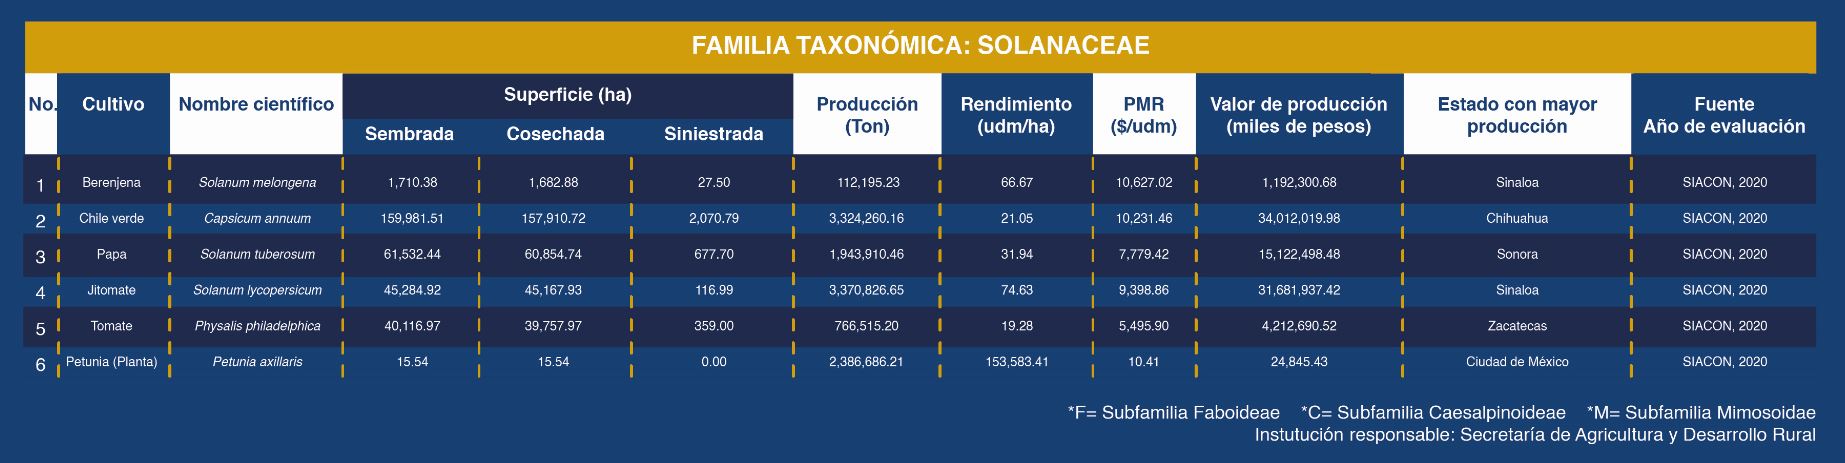 FAMILIA TAXONÓMICA: SOLANACEAE
No. Cultivo Nombre científico Superficie (ha) Producción (Ton) Rendimiento (udm/ha) PMR ($/udm) Valor de producción (miles de pesos) Estado con mayor producción Fuente Año de evaluación
Sembrada Cosechada Siniestrada
1 Berenjena Solanum melongena 1,710.38 1,682.88 27.50 112,195.23 66.67 10,627.02 1,192,300.68 Sinaloa SIACON, 2020
2 Chile verde Capsicum annuum 159,981.51 157,910.72 2,070.79 3,324,260.16 21.05 10,231.46 34,012,019.98 Chihuahua SIACON, 2020
3 Papa Solanum tuberosum 61,532.44 60,854.74 677.70 1,943,910.46 31.94 7,779.42 15,122,498.48 Sonora SIACON, 2020
4 Jitomate Solanum lycopersicum 45,284.92 45,167.93 116.99 3,370,826.65 74.63 9,398.86 31,681,937.42 Sinaloa SIACON, 2020
5 Tomate Physalis philadelphica 40,116.97 39,757.97 359.00 766,515.20 19.28 5,495.90 4,212,690.52 Zacatecas SIACON, 2020
6 Petunia (Planta) Petunia axillaris 15.54 15.54 0.00 2,386,686.21 153,583.41 10.41 24,845.43 Ciudad de México SIACON, 2020
*F= Subfamilia Faboideae *C= Subfamilia Caesalpinoideae *M= Subfamilia Mimosoidae
Instutución responsable: Secretaría de Agricultura y Desarrollo Rural